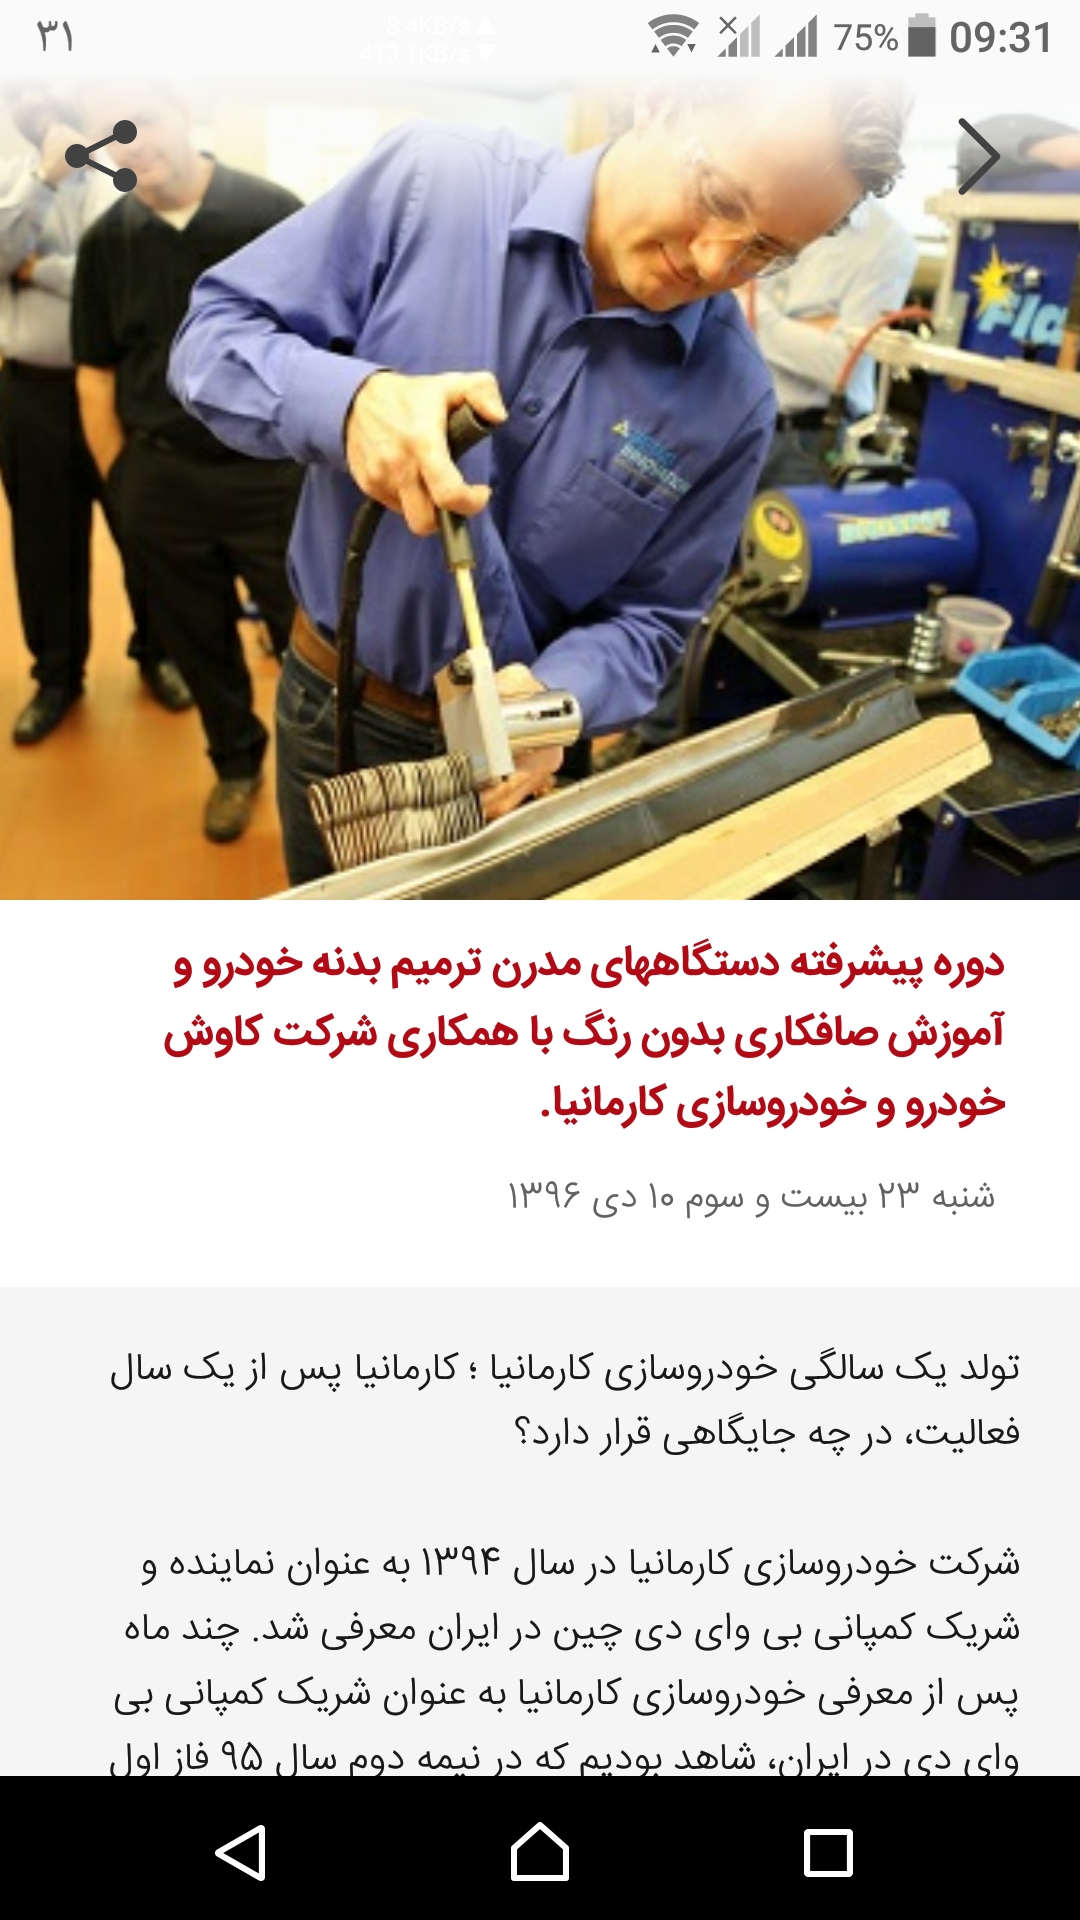 ۳۱
8.4KB/s
413.1KB/s
75%
09:31
دوره پیشرفته دستگاههای مدرن ترمیم بدنه خودرو و
آموزش صافکاری بدون رنگ با همکاری شرکت کاوش
خودرو و خودروسازی کارمانیا.
شنبه ۲۳ بیست و سوم ۱۰ دی ۱۳۹۶
تولد یک سالگی خودروسازی کارمانیا ؛ کارمانیا پس از یک سال
فعالیت، در چه جایگاهی قرار دارد؟
شرکت خودروسازی کارمانیا در سال ۱۳۹۴ به عنوان نماینده و
شریک کمپانی بی وای دی چین در ایران معرفی شد. چند ماه
پس از معرفی خودروسازی کارمانیا به عنوان شریک کمپانی بی
وای دی در ایران، شاهد بودیم که در نیمه دوم سال ۹۵ فاز اول